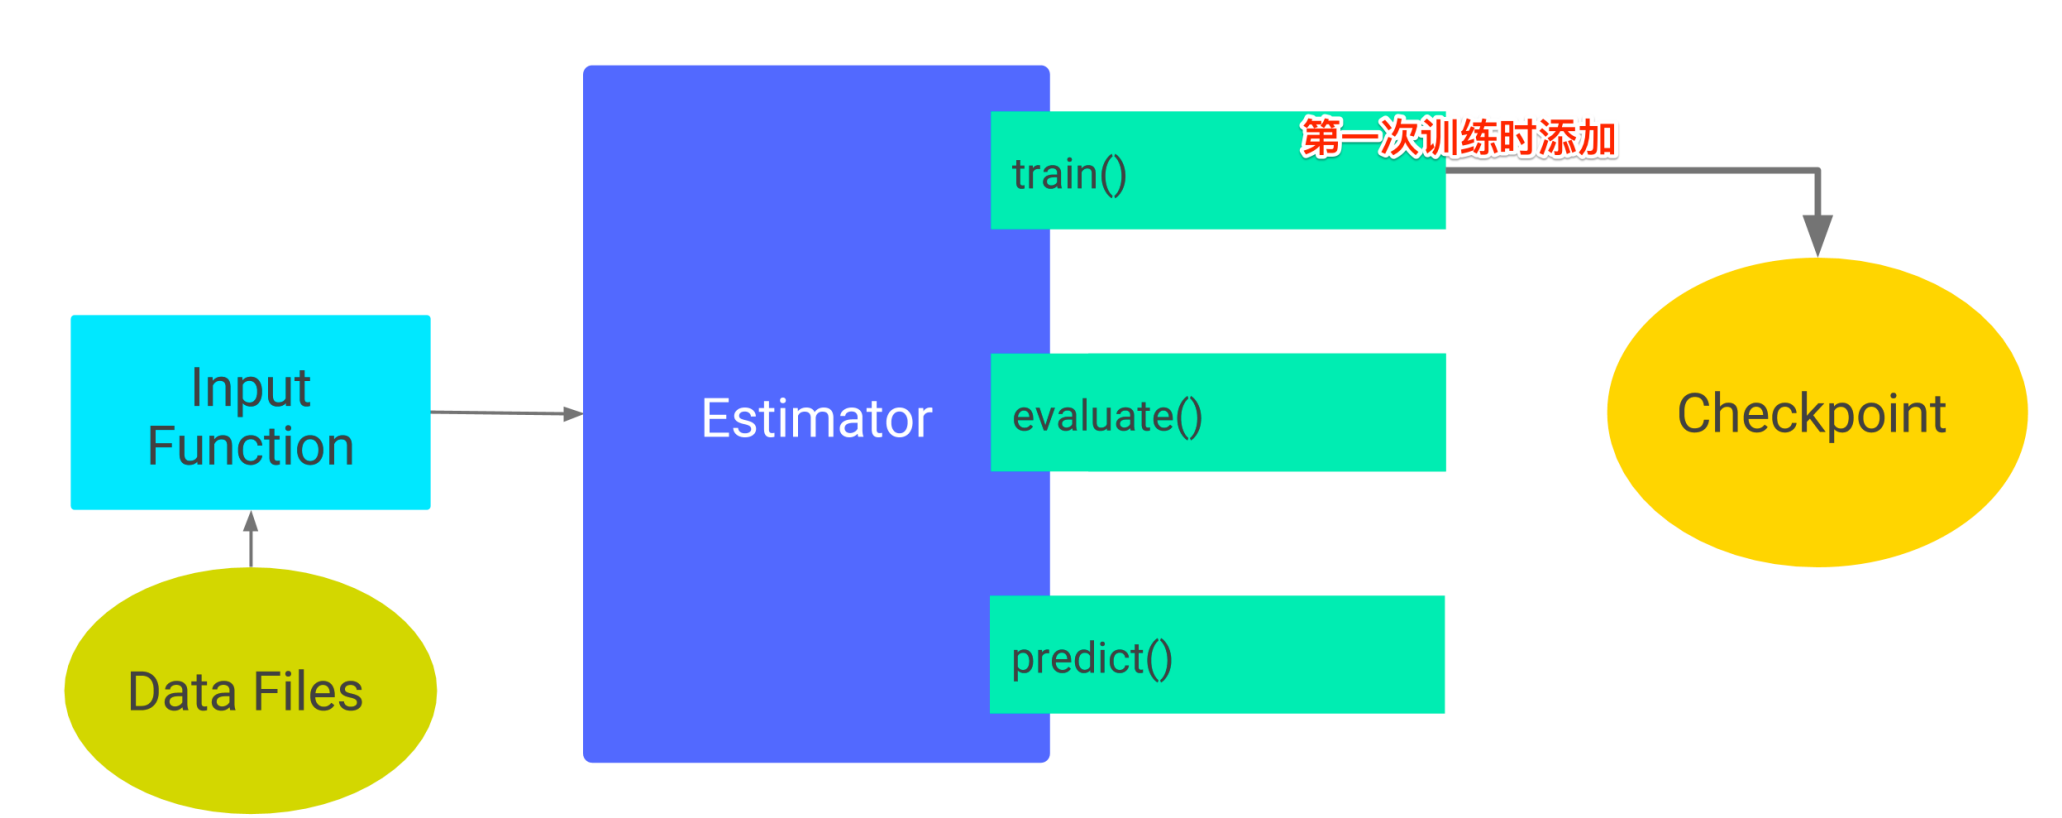 Input
Function
Data Files
Estimator
train()
第一次训练时添加
evaluate()
predict()
Checkpoint